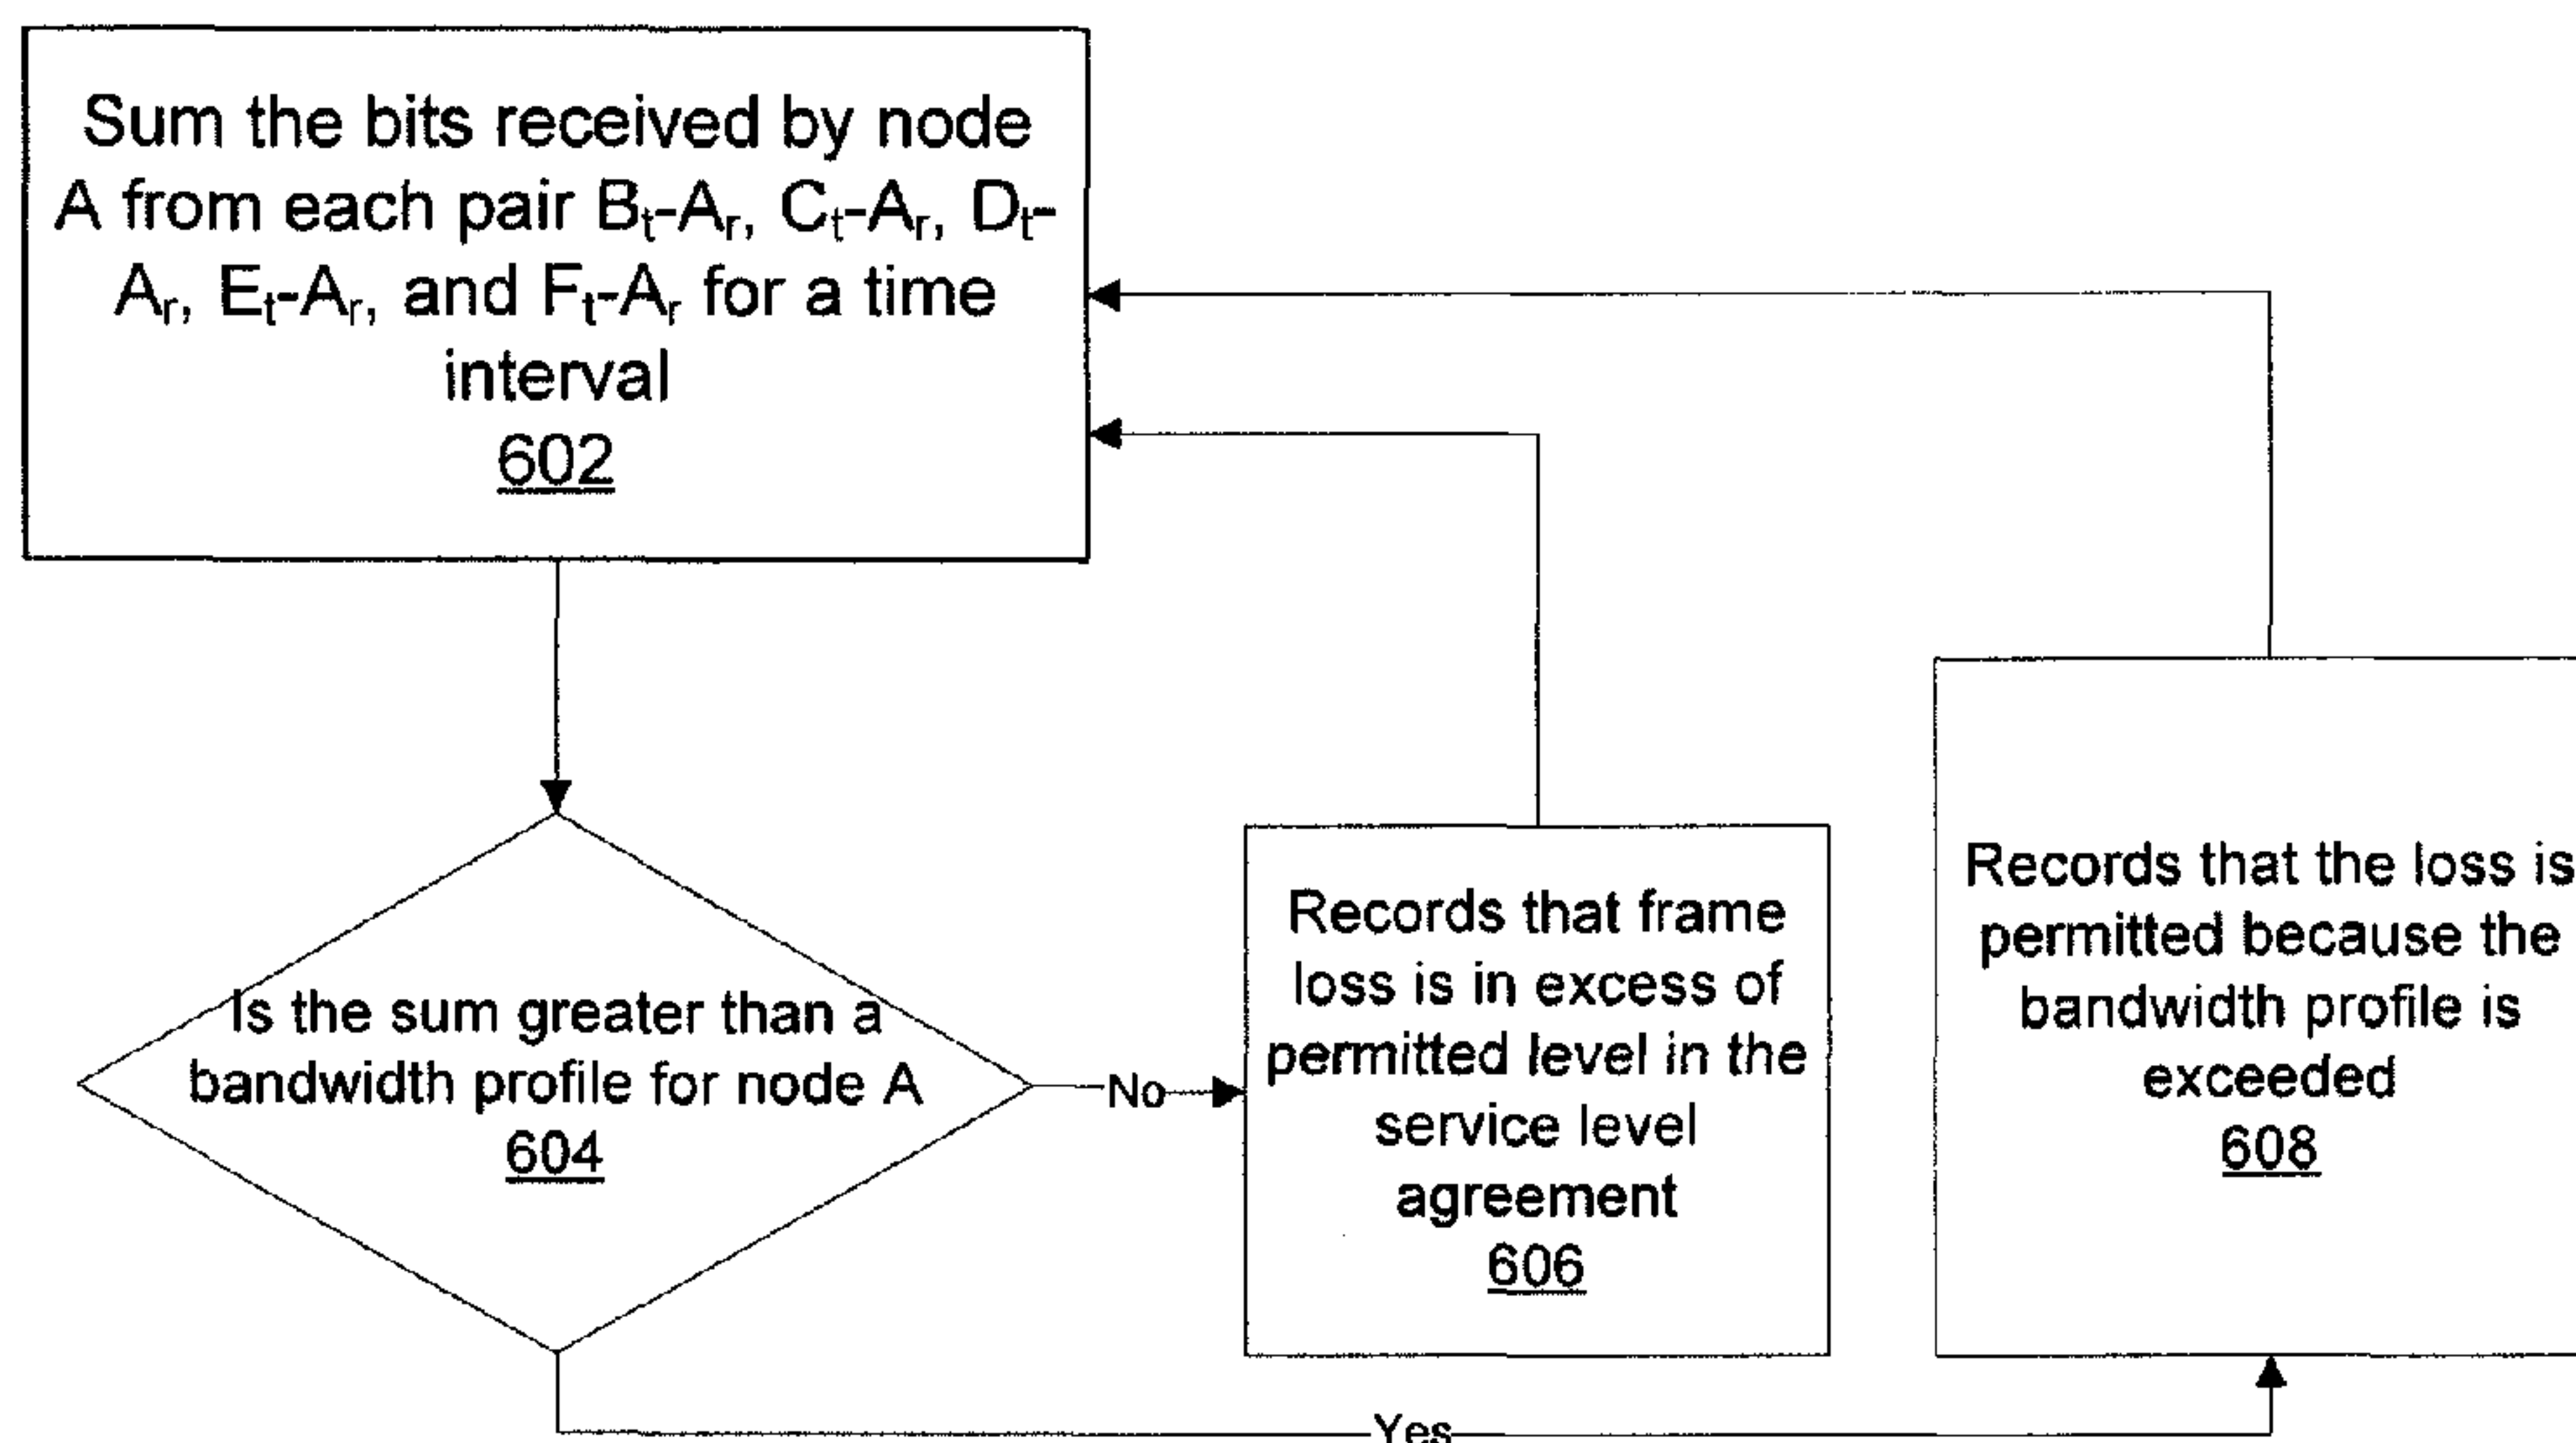 Sum the bits received by node
A from each pair Bt-Ar, Ct-Ar, Dt-
Ar, Et-Ar, and Ft-Ar for a time
interval
602
Is the sum greater than a
bandwidth profile for node A
604
No
Records that frame
loss is in excess of
permitted level in the
service level
agreement
606
Records that the loss is
permitted because the
bandwidth profile is
exceeded
608
Yes